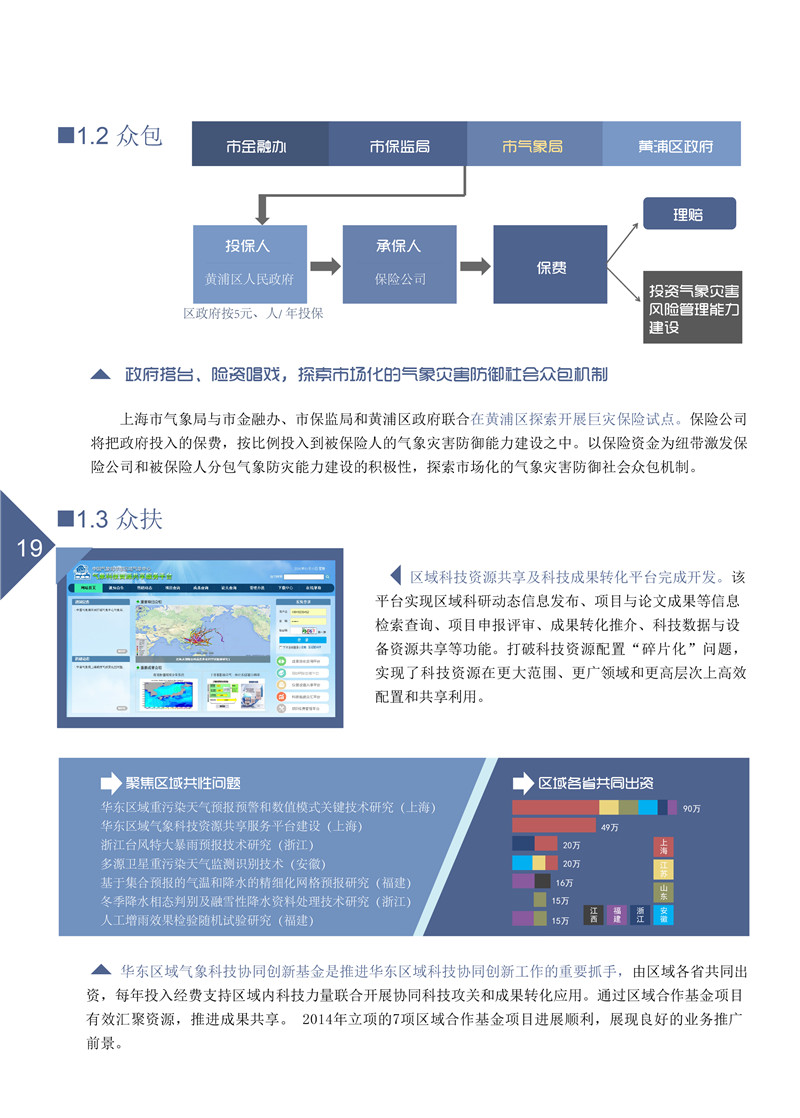 ■1.2 众包
市金融办 市保监局 市气象局 黄浦区政府
投保人
黄浦区人民政府
承保人
保险公司
保费
理赔
投资气象灾害
风险管理能力
建设
区政府按5元、人/ 年投保
政府搭台、险资唱戏，探索市场化的气象灾害防御社会众包机制
上海市气象局与市金融办、市保监局和黄浦区政府联合在黄浦区探索开展巨灾保险试点。保险公司
将把政府投入的保费，按比例投入到被保险人的气象灾害防御能力建设之中。以保险资金为纽带激发保
险公司和被保险人分包气象防灾能力建设的积极性，探索市场化的气象灾害防御社会众包机制。
■1.3 众扶
19
区域科技资源共享及科技成果转化平台完成开发。该
平台实现区域科研动态信息发布、项目与论文成果等信息
检索查询、项目申报评审、成果转化推介、科技数据与设
备资源共享等功能。打破科技资源配置“碎片化”问题，
实现了科技资源在更大范围、更广领域和更高层次上高效
配置和共享利用。
聚焦区域共性问题
华东区域重污染天气预报预警和数值模式关键技术研究（上海）
华东区域气象科技资源共享服务平台建设（上海）
浙江台风特大暴雨预报技术研究（浙江）
多源卫星重污染天气监测识别技术（安徽）
基于集合预报的气温和降水的精细化网格预报研究（福建）
冬季降水相态判别及融雪性降水资料处理技术研究（浙江）
人工增雨效果检验随机试验研究（福建）
区域各省共同出资
90万
49万
20万
20万
16万
15万
15万
上海
江苏
山东
江西 福建 浙江 安徽
华东区域气象科技协同创新基金是推进华东区域科技协同创新工作的重要抓手，由区域各省共同出
资，每年投入经费支持区域内科技力量联合开展协同科技攻关和成果转化应用。通过区域合作基金项目
有效汇聚资源，推进成果共享。 2014年立项的7项区域合作基金项目进展顺利，展现良好的业务推广
前景。